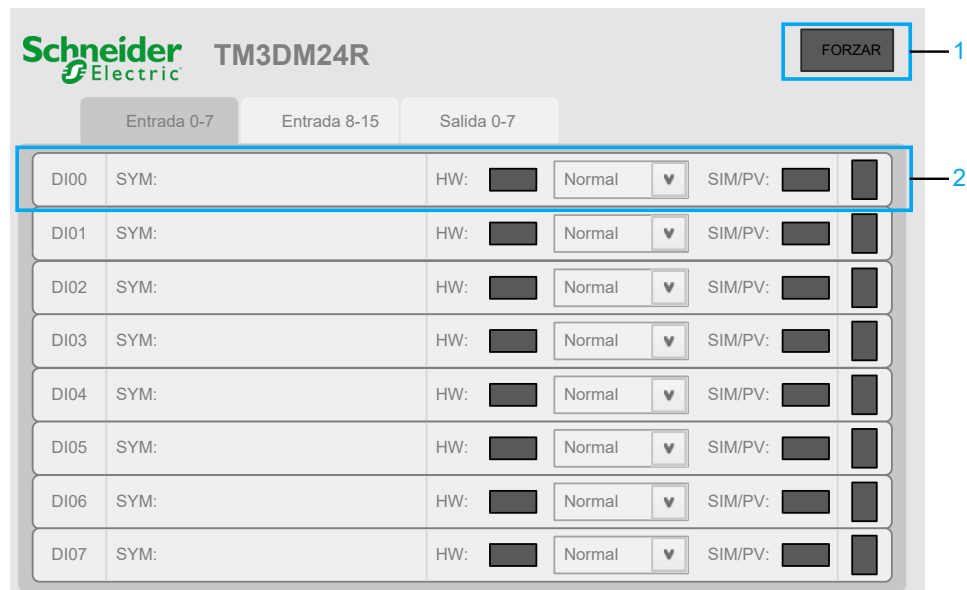 Schneider Electric TM3DM24R FORZAR 1
Entrada 0-7 Entrada 8-15 Salida 0-7
DI00 SYM: HW: Normal SIM/PV: 2
DI01 SYM: HW: Normal SIM/PV:
DI02 SYM: HW: Normal SIM/PV:
DI03 SYM: HW: Normal SIM/PV:
DI04 SYM: HW: Normal SIM/PV:
DI05 SYM: HW: Normal SIM/PV:
DI06 SYM: HW: Normal SIM/PV:
DI07 SYM: HW: Normal SIM/PV: